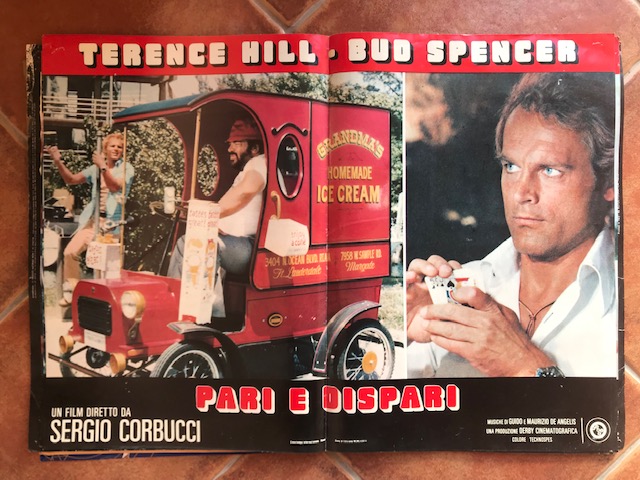 TERENCE HILL • BUD SPENCER
GRANDMA'S
HOMEMADE
ICE CREAM
Ft Lauderdale
Margate
PARI E DISPARI
UN FILM DIRETTO DA
SERGIO CORBUCCI
MUSICHE DI GUIDO E MAURIZIO DE ANGELIS
UNA PRODUZIONE DERBY CINEMATOGRAFICA
COLORE TECHNOSPES